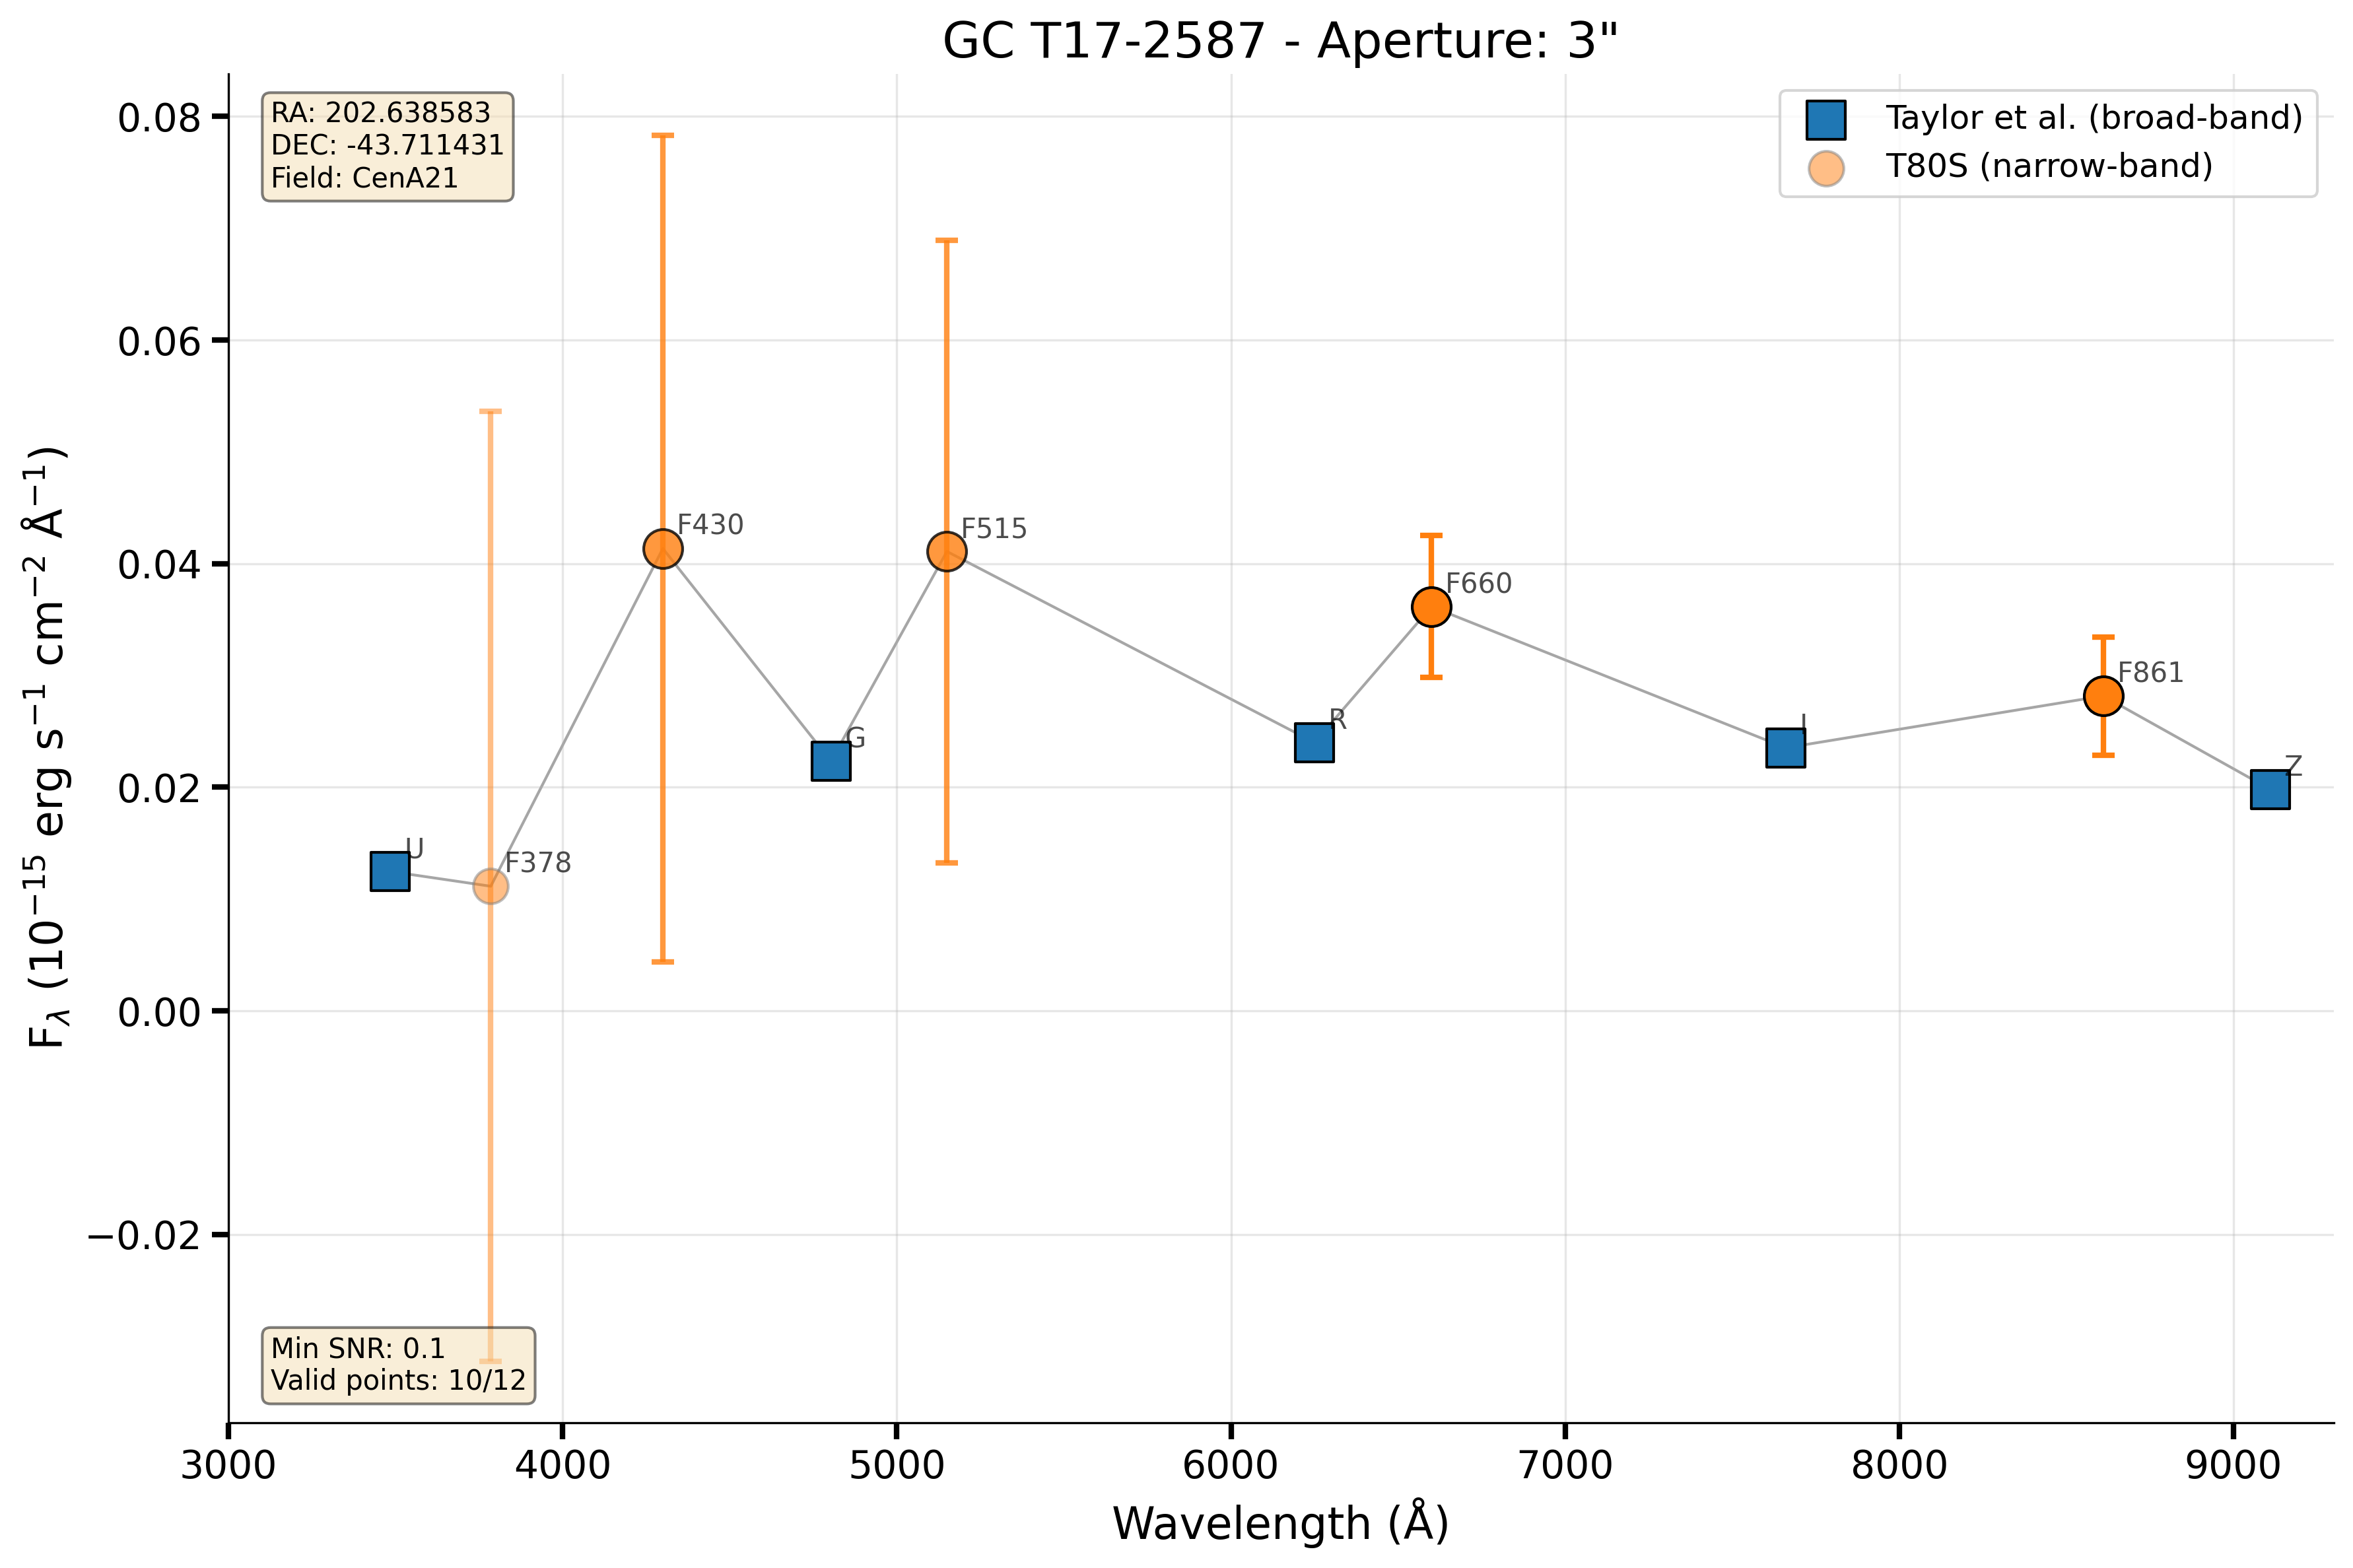 GC T17-2587 - Aperture: 3"
RA: 202.638583
DEC: -43.711431
Field: CenA21
Taylor et al. (broad-band)
T80S (narrow-band)
F_λ (10⁻¹⁵ erg s⁻¹ cm⁻² Å⁻¹)
0.08
0.06
0.04
0.02
0.00
−0.02
U
F378
F430
G
F515
R
F660
I
F861
Z
Min SNR: 0.1
Valid points: 10/12
3000 4000 5000 6000 7000 8000 9000
Wavelength (Å)